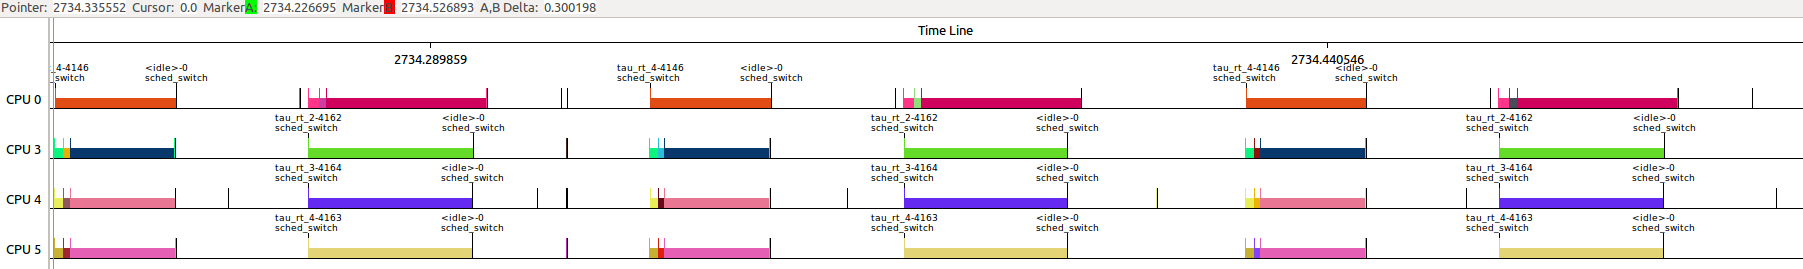 Pointer: 2734.335552 Cursor: 0.0 Marker A: 2734.226695 Marker B: 2734.526893 A,B Delta: 0.300198
Time Line
2734.289859 2734.440546
4-4146 <idle>-0 tau_rt_4-4146 <idle>-0 tau_rt_4-4146 <idle>-0
switch sched_switch sched_switch sched_switch sched_switch sched_switch
CPU 0
tau_rt_2-4162 <idle>-0 tau_rt_2-4162 <idle>-0 tau_rt_2-4162 <idle>-0
sched_switch sched_switch sched_switch sched_switch sched_switch sched_switch
CPU 3
tau_rt_3-4164 <idle>-0 tau_rt_3-4164 <idle>-0 tau_rt_3-4164 <idle>-0
sched_switch sched_switch sched_switch sched_switch sched_switch sched_switch
CPU 4
tau_rt_4-4163 <idle>-0 tau_rt_4-4163 <idle>-0 tau_rt_4-4163 <idle>-0
sched_switch sched_switch sched_switch sched_switch sched_switch sched_switch
CPU 5